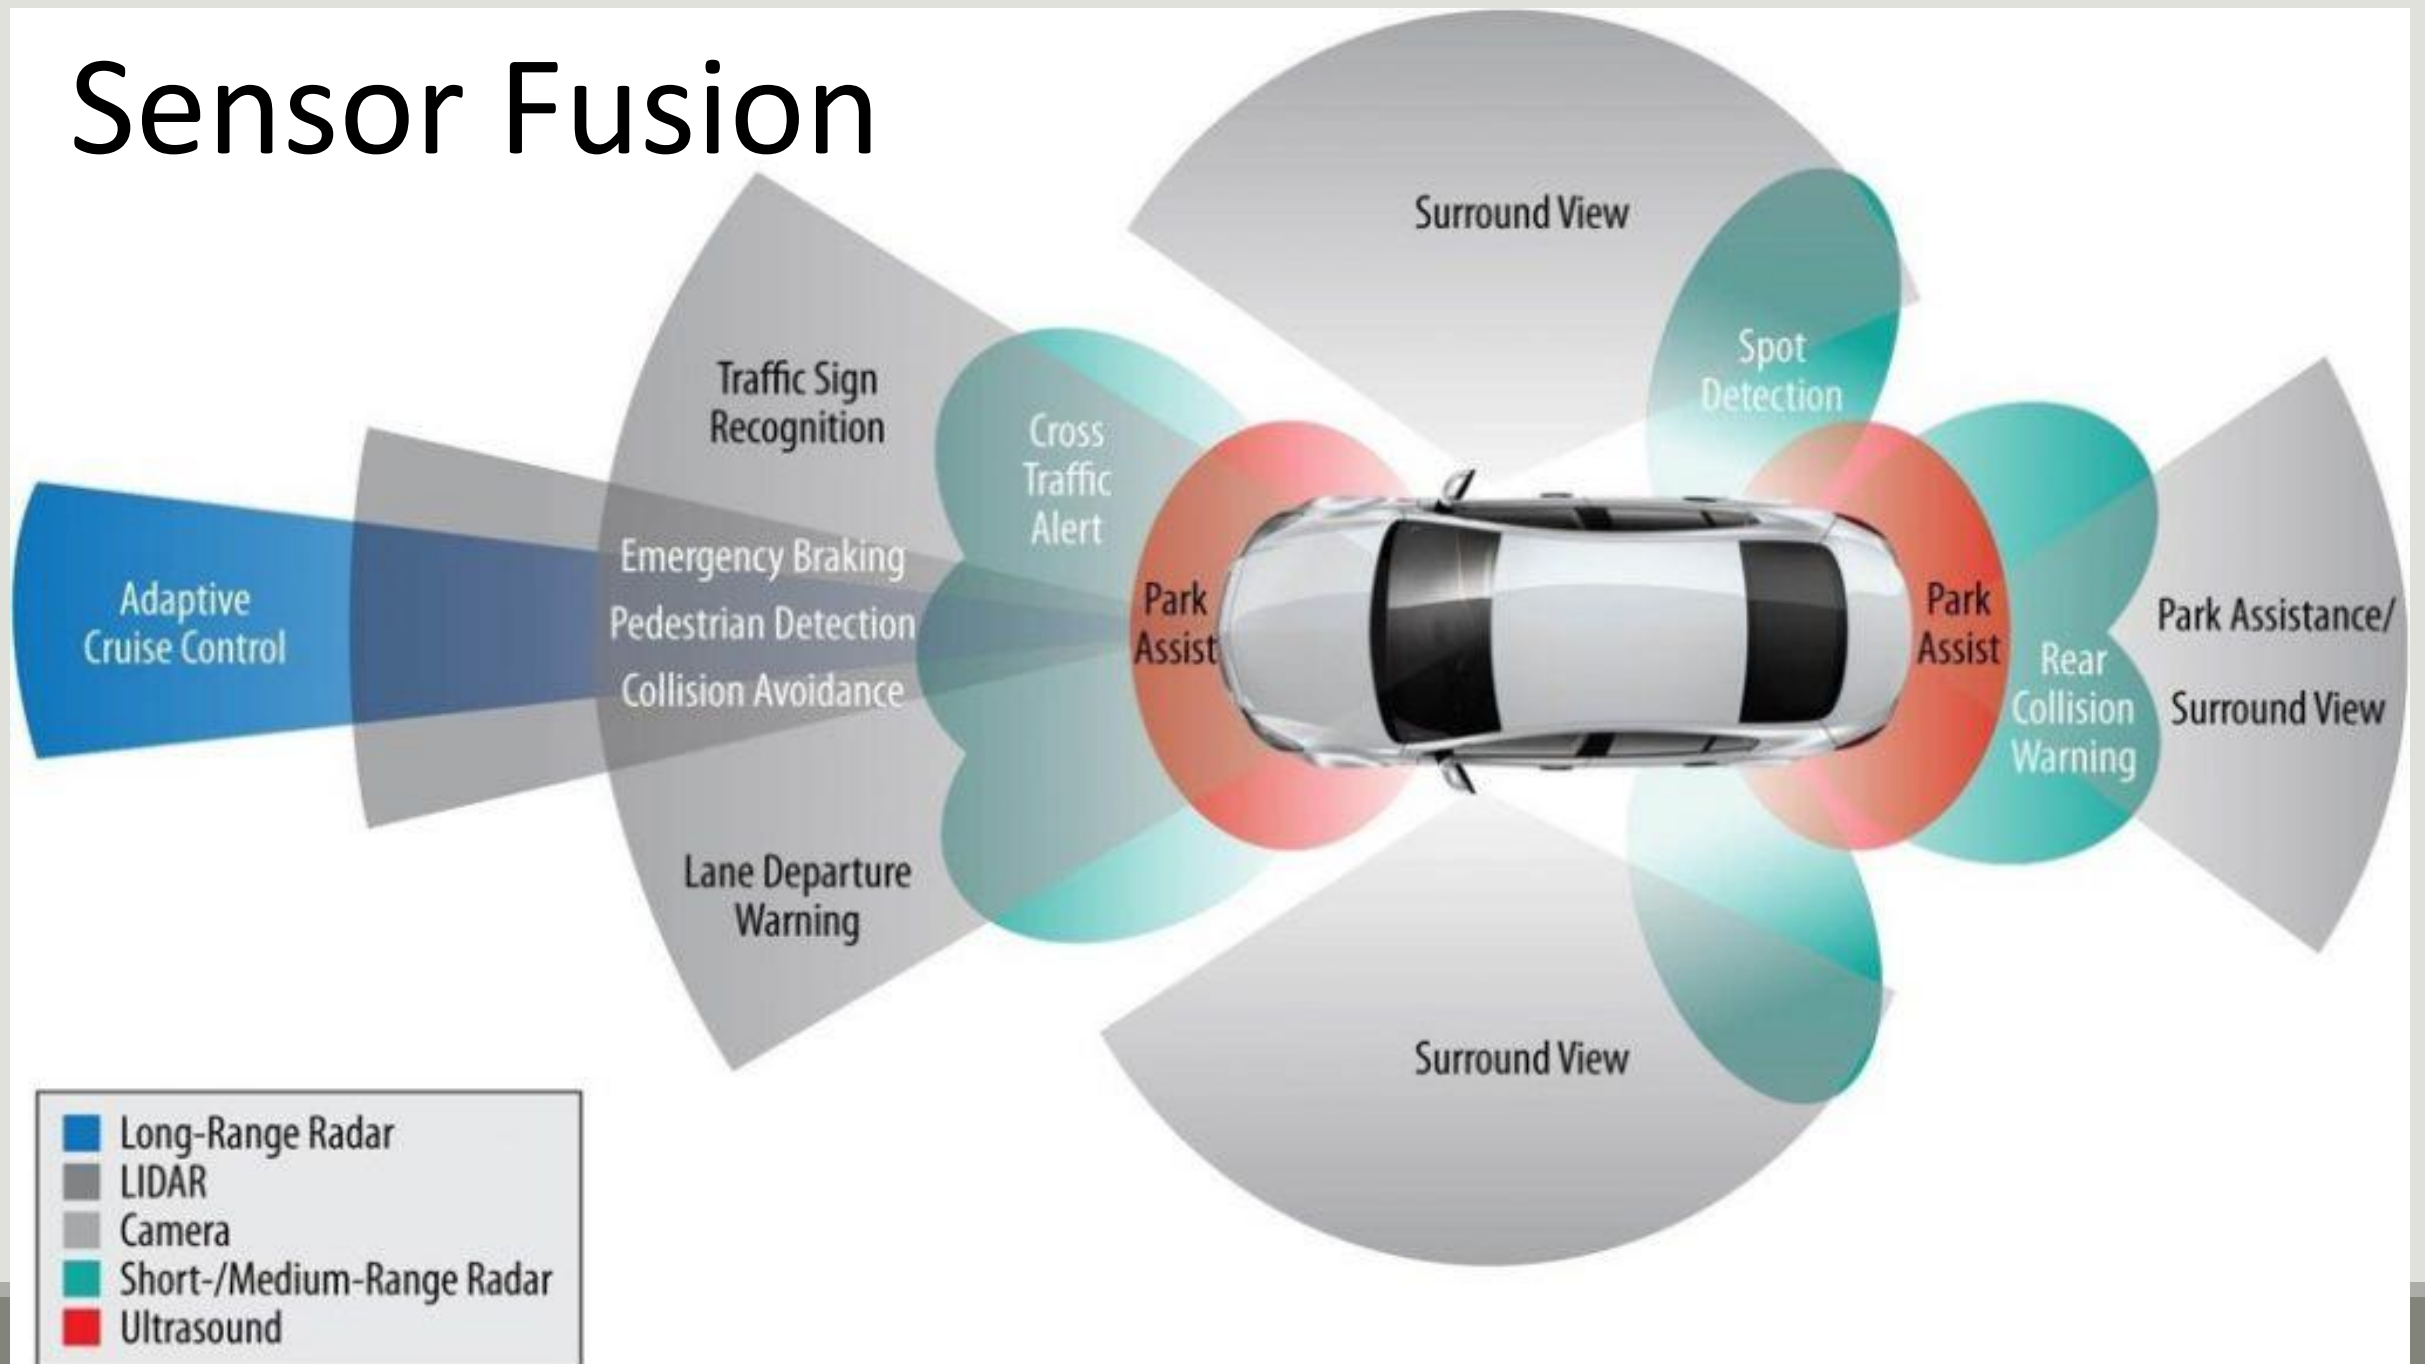 Sensor Fusion
Surround View
Spot
Detection
Traffic Sign
Recognition
Cross
Traffic
Alert
Emergency Braking
Pedestrian Detection
Collision Avoidance
Adaptive
Cruise Control
Park
Assist
Park
Assist
Rear
Collision
Warning
Park Assistance/
Surround View
Lane Departure
Warning
Surround View
Long-Range Radar
LIDAR
Camera
Short-/Medium-Range Radar
Ultrasound